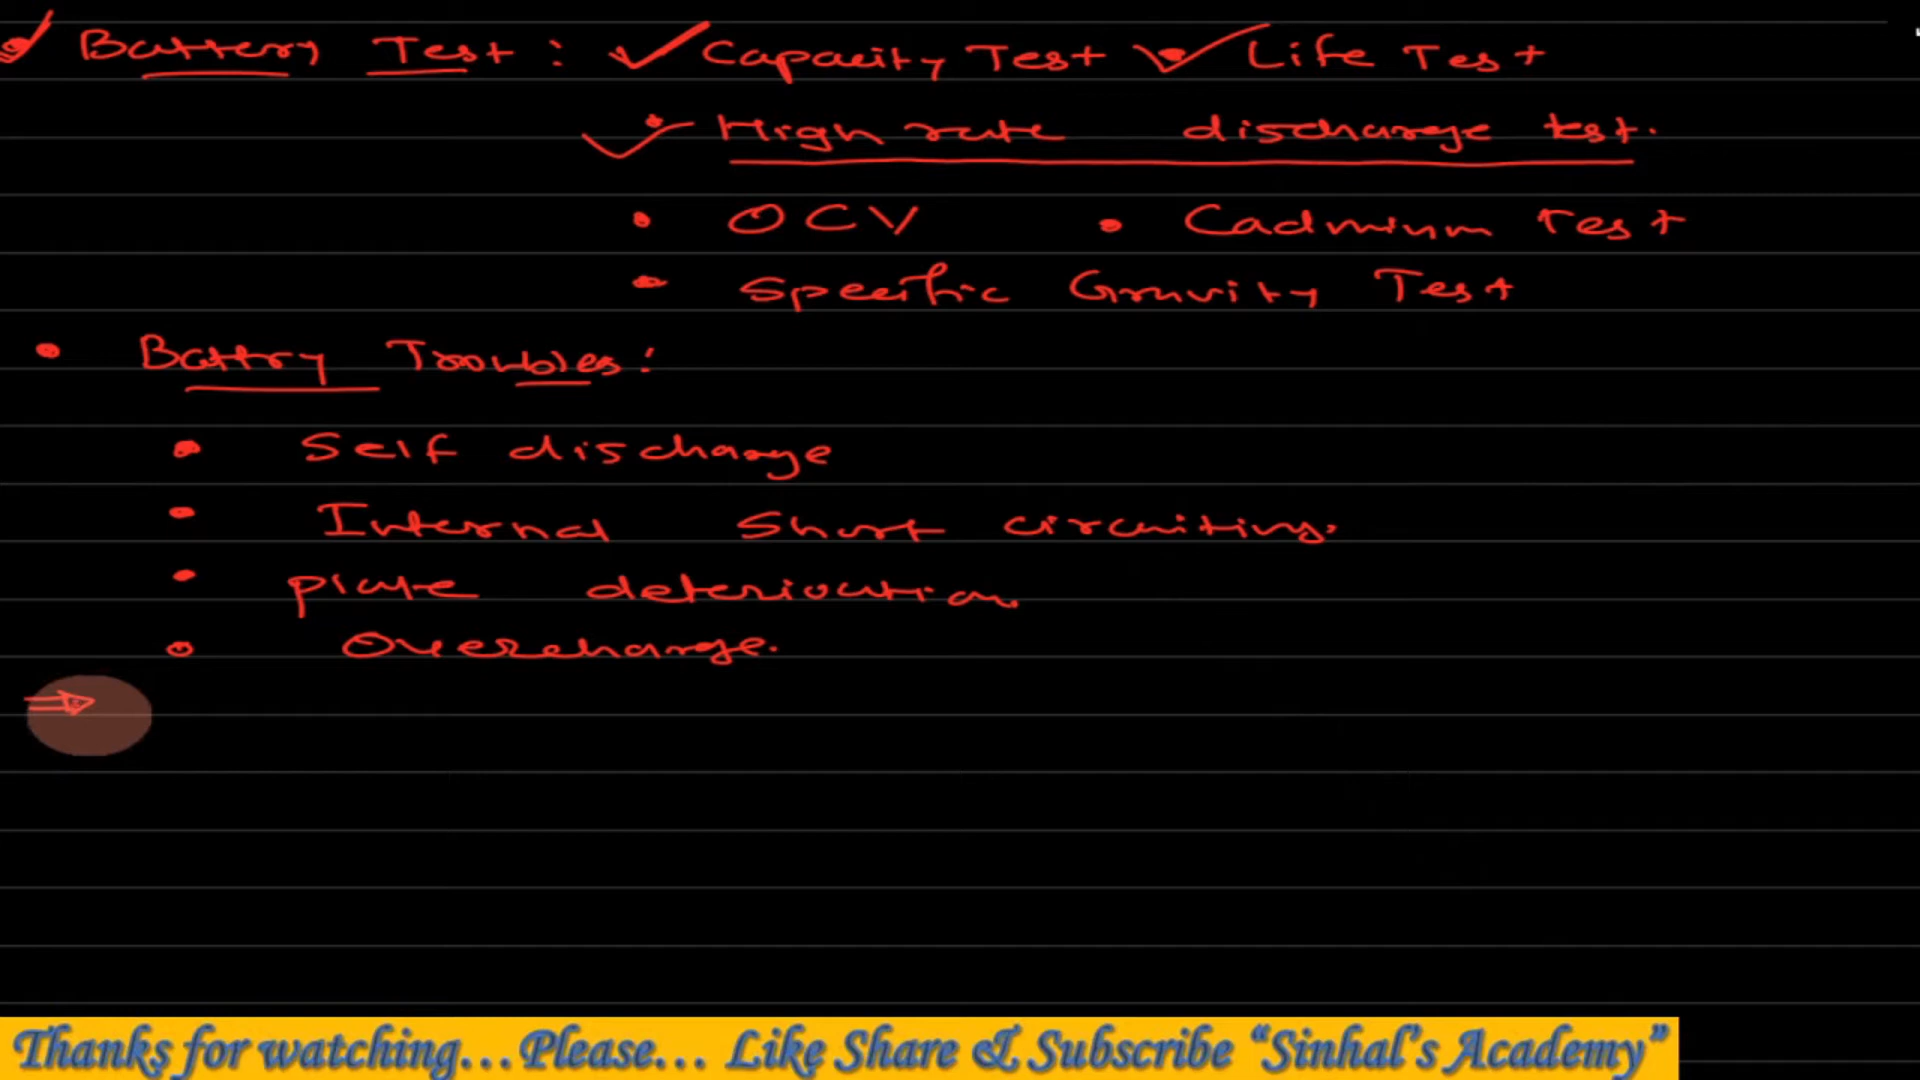 Battery Test : Capacity Test • Life Test
• High rate discharge test.
• OCV • Cadmium Test
• Specific Gravity Test
• Battry Troubles :
• Self discharge
• Internal Short circuiting.
• plate deterioution.
• Overcharge.
⇒
Thanks for watching... Please... Like Share & Subscribe “Sinhal’s Academy”